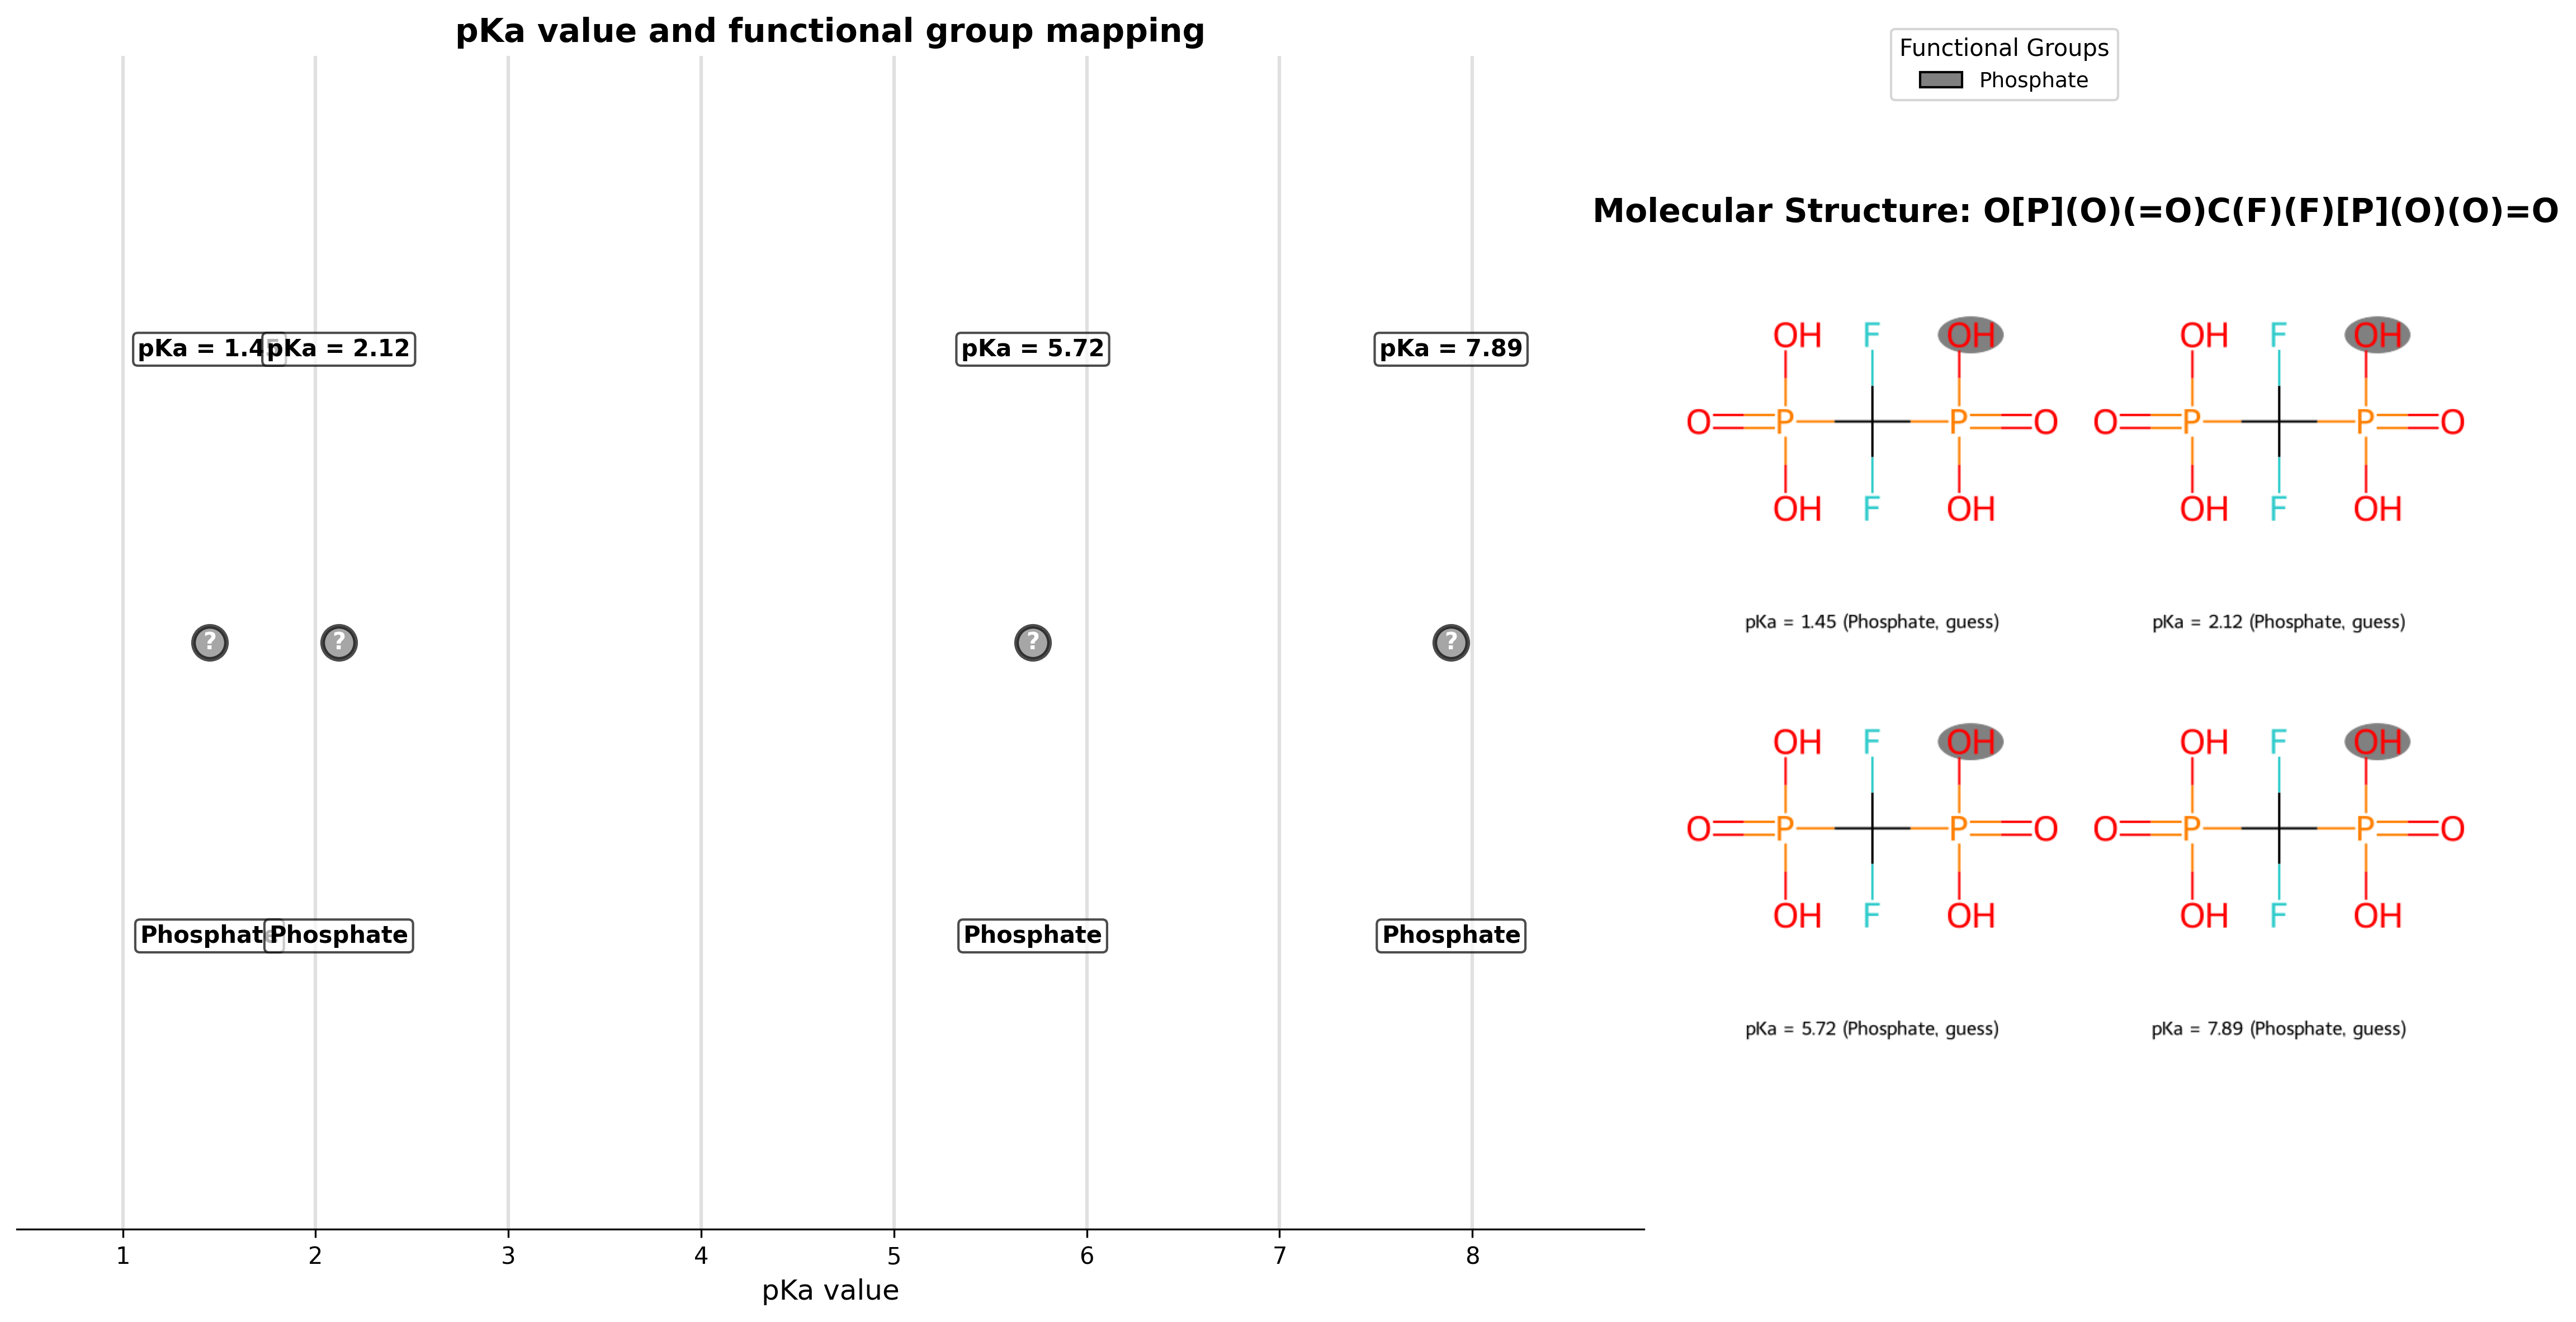 pKa value and functional group mapping
Functional Groups
Phosphate
Molecular Structure: O[P](O)(=O)C(F)(F)[P](O)(O)=O
pKa = 1.45 pKa = 2.12 pKa = 5.72 pKa = 7.89
? ? ? ?
Phosphate Phosphate Phosphate Phosphate
1 2 3 4 5 6 7 8
pKa value
OH F OH OH F OH
O P P O O P P O
OH F OH OH F OH
pKa = 1.45 (Phosphate, guess) pKa = 2.12 (Phosphate, guess)
OH F OH OH F OH
O P P O O P P O
OH F OH OH F OH
pKa = 5.72 (Phosphate, guess) pKa = 7.89 (Phosphate, guess)